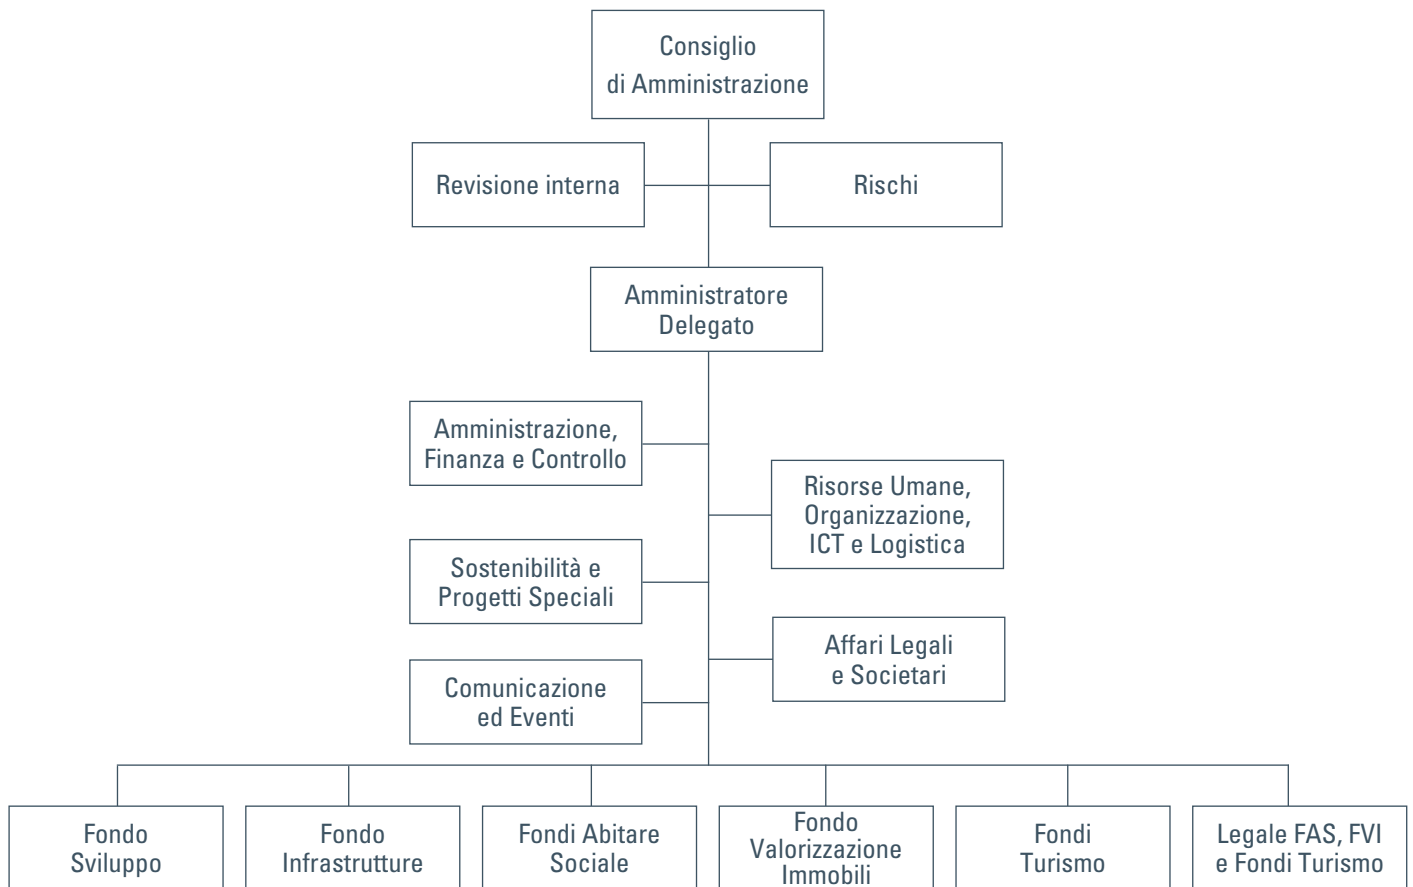 Consiglio
di Amministrazione
Revisione interna
Rischi
Amministratore
Delegato
Amministrazione,
Finanza e Controllo
Risorse Umane,
Organizzazione,
ICT e Logistica
Sostenibilità e
Progetti Speciali
Affari Legali
e Societari
Comunicazione
ed Eventi
Fondo
Sviluppo
Fondo
Infrastrutture
Fondi Abitare
Sociale
Fondo
Valorizzazione
Immobili
Fondi
Turismo
Legale FAS, FVI
e Fondi Turismo